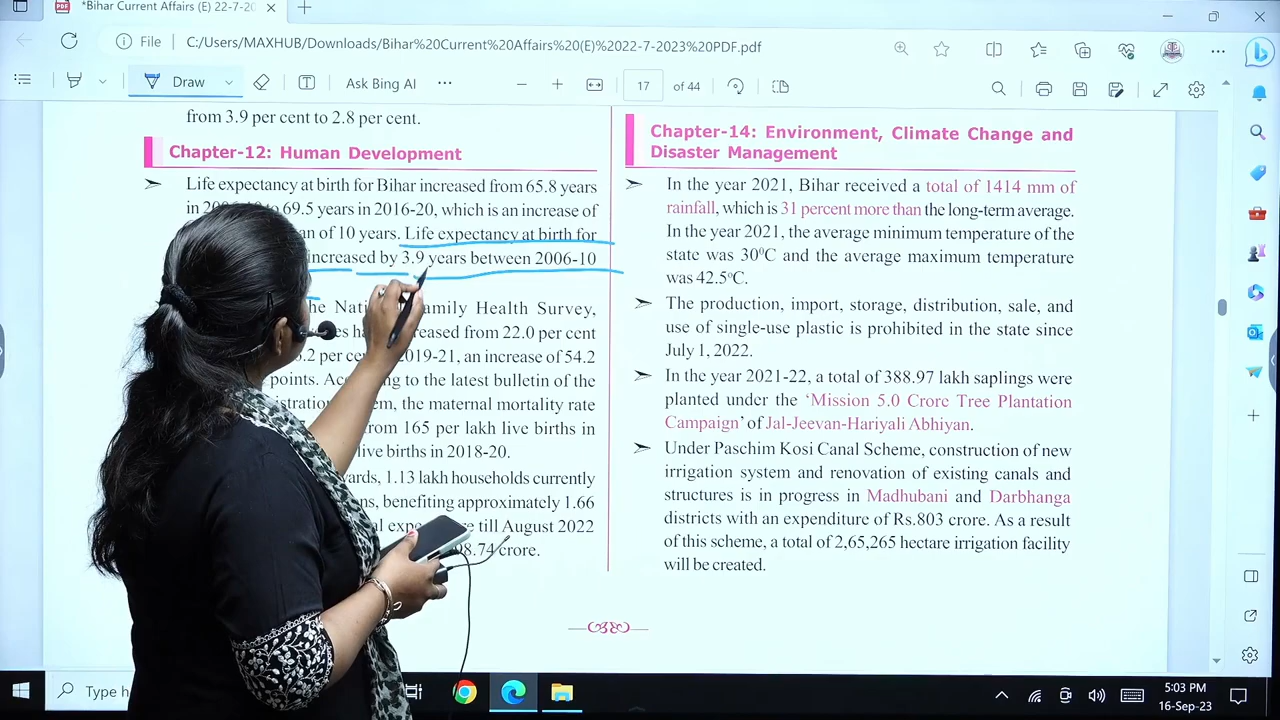 *Bihar Current Affairs (E) 22-7-20
File
C:/Users/MAXHUB/Downloads/Bihar%20Current%20Affairs%20(E)%2022-7-2023%20PDF.pdf
Draw
Ask Bing AI
17 of 44
from 3.9 per cent to 2.8 per cent.
Chapter-12: Human Development
Life expectancy at birth for Bihar increased from 65.8 years
in to 69.5 years in 2016-20, which is an increase of
of 10 years. Life expectancy at birth for
increased by 3.9 years between 2006-10
Family Health Survey,
from 22.0 per cent
2019-21, an increase of 54.2
points. to the latest bulletin of the
the maternal mortality rate
from 165 per lakh live births in
live births in 2018-20.
1.13 lakh households currently
benefiting approximately 1.66
till August 2022
crore.
Chapter-14: Environment, Climate Change and
Disaster Management
In the year 2021, Bihar received a total of 1414 mm of
rainfall, which is 31 percent more than the long-term average.
In the year 2021, the average minimum temperature of the
state was 30⁰C and the average maximum temperature
was 42.5°C.
The production, import, storage, distribution, sale, and
use of single-use plastic is prohibited in the state since
July 1, 2022.
In the year 2021-22, a total of 388.97 lakh saplings were
planted under the ‘Mission 5.0 Crore Tree Plantation
Campaign’ of Jal-Jeevan-Hariyali Abhiyan.
Under Paschim Kosi Canal Scheme, construction of new
irrigation system and renovation of existing canals and
structures is in progress in Madhubani and Darbhanga
districts with an expenditure of Rs.803 crore. As a result
of this scheme, a total of 2,65,265 hectare irrigation facility
will be created.
Type
5:03 PM
16-Sep-23